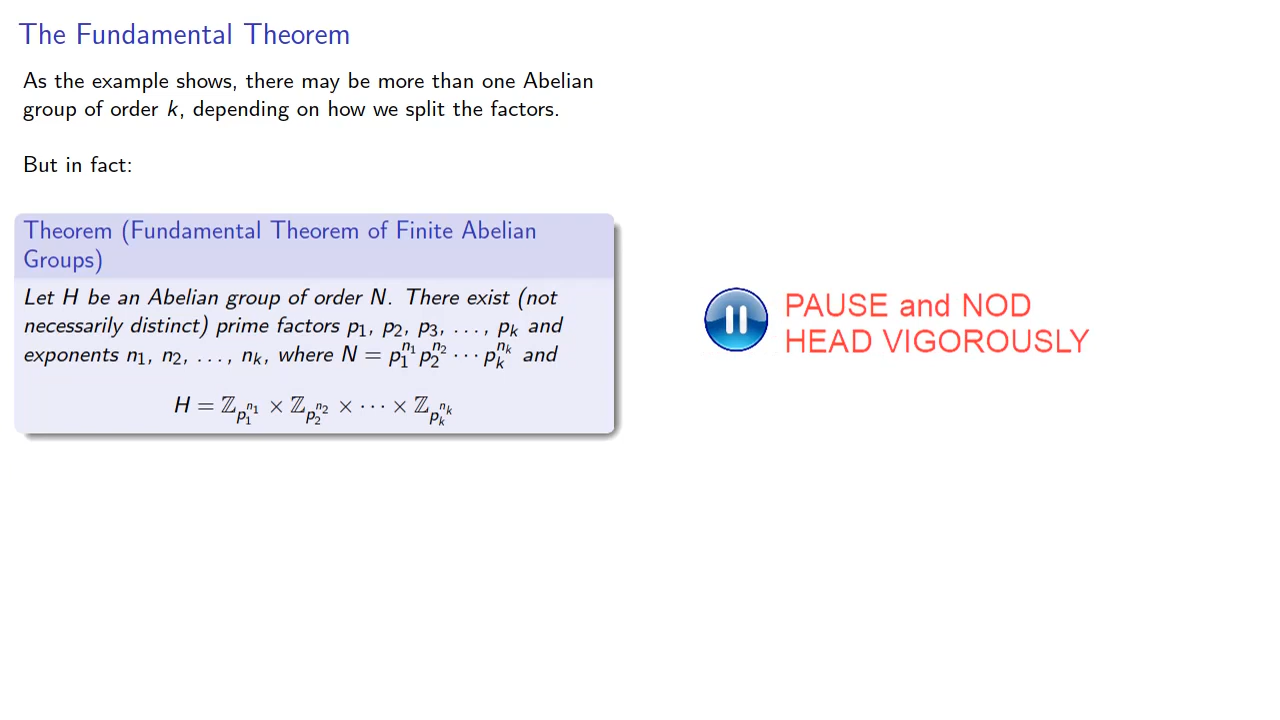 The Fundamental Theorem
As the example shows, there may be more than one Abelian
group of order k, depending on how we split the factors.
But in fact:
Theorem (Fundamental Theorem of Finite Abelian
Groups)
Let H be an Abelian group of order N. There exist (not
necessarily distinct) prime factors p₁, p₂, p₃, …, pₖ and
exponents n₁, n₂, …, nₖ, where N = p₁^{n₁} p₂^{n₂} ⋯ pₖ^{nₖ} and
H = ℤ_{p₁^{n₁}} × ℤ_{p₂^{n₂}} × ⋯ × ℤ_{pₖ^{nₖ}}
PAUSE and NOD
HEAD VIGOROUSLY